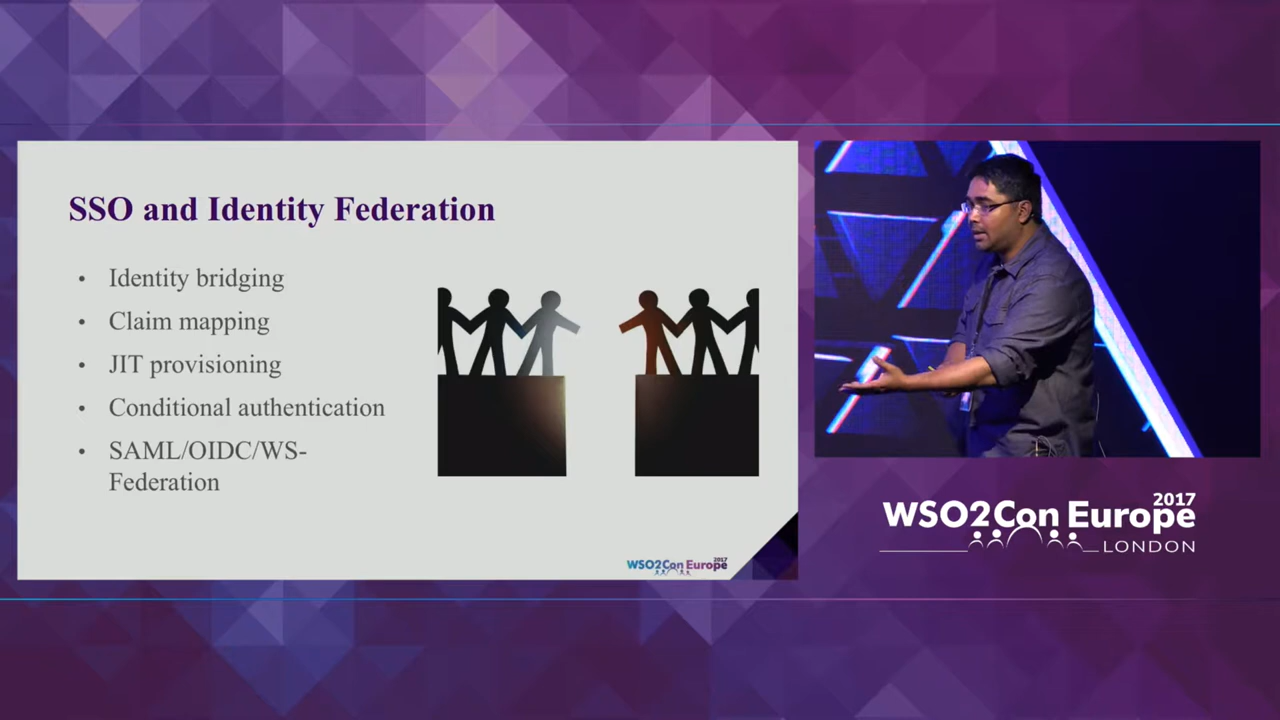 SSO and Identity Federation
• Identity bridging
• Claim mapping
• JIT provisioning
• Conditional authentication
• SAML/OIDC/WS-
Federation
WSO2Con Europe 2017
WSO2Con Europe 2017
LONDON